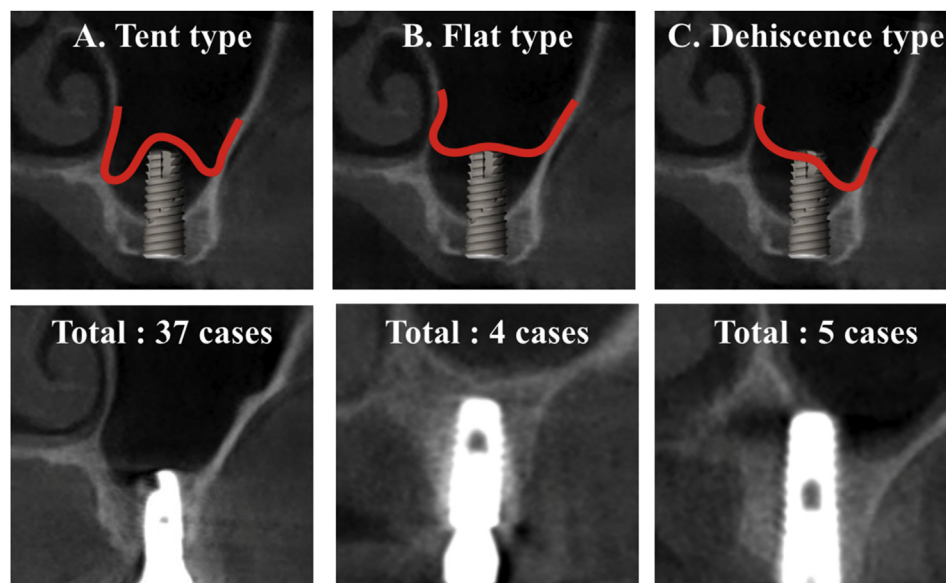 A. Tent type
B. Flat type
C. Dehiscence type
Total : 37 cases
Total : 4 cases
Total : 5 cases